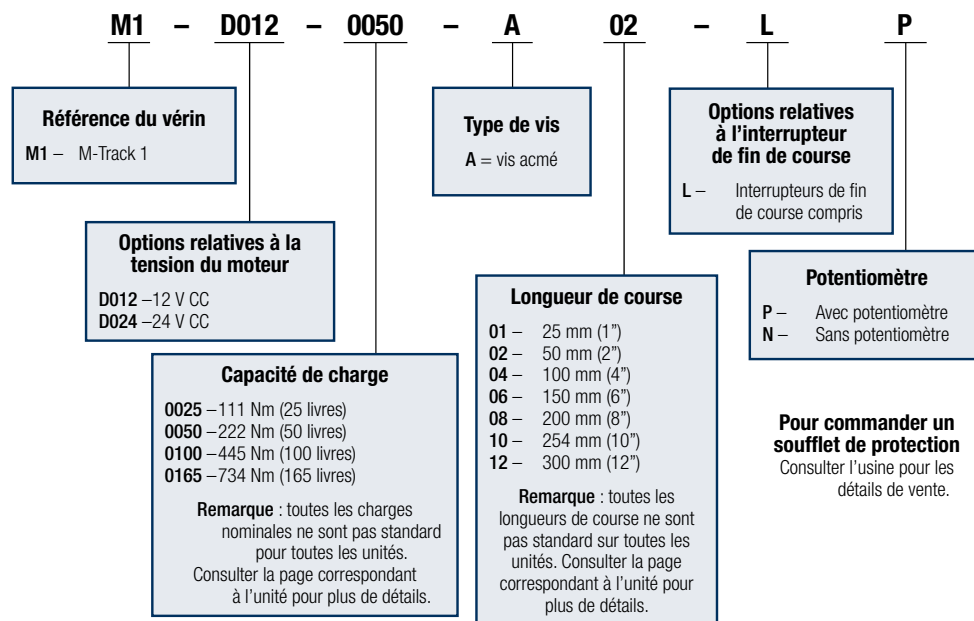 M1 – D012 – 0050 – A 02 – L P
Référence du vérin
M1 – M-Track 1
Options relatives à la
tension du moteur
D012 –12 V CC
D024 –24 V CC
Capacité de charge
0025 –111 Nm (25 livres)
0050 –222 Nm (50 livres)
0100 –445 Nm (100 livres)
0165 –734 Nm (165 livres)
Remarque : toutes les charges
nominales ne sont pas standard
pour toutes les unités.
Consulter la page correspondant
à l’unité pour plus de détails.
Type de vis
A = vis acmé
Longueur de course
01 – 25 mm (1”)
02 – 50 mm (2”)
04 – 100 mm (4”)
06 – 150 mm (6”)
08 – 200 mm (8”)
10 – 254 mm (10”)
12 – 300 mm (12”)
Remarque : toutes les
longueurs de course ne sont
pas standard sur toutes les
unités. Consulter la page
correspondant à l’unité pour
plus de détails.
Options relatives
à l’interrupteur
de fin de course
L – Interrupteurs de fin
de course compris
Potentiomètre
P – Avec potentiomètre
N – Sans potentiomètre
Pour commander un
soufflet de protection
Consulter l’usine pour les
détails de vente.